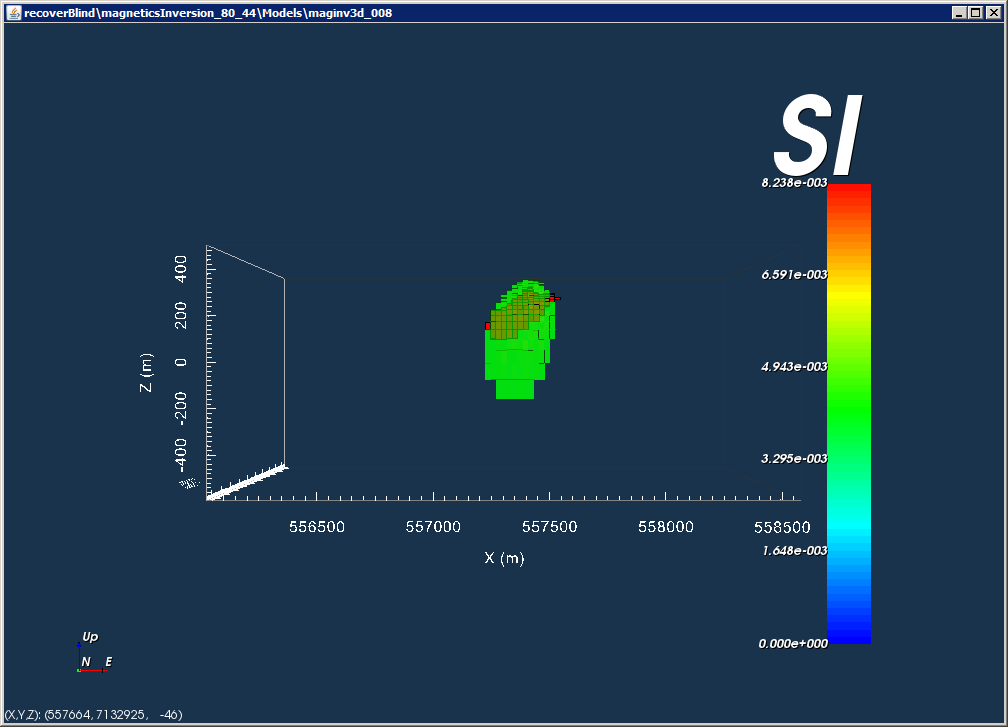 recoverBlind\magneticsInversion_80_44\Models\maginv3d_008
SI
8.238e-003
6.591e-003
4.943e-003
3.295e-003
1.648e-003
0.000e+000
400
200
0
-200
-400
Z (m)
556500 557000 557500 558000 558500
X (m)
Up
N E
(X,Y,Z): (557664, 7132925, -46)